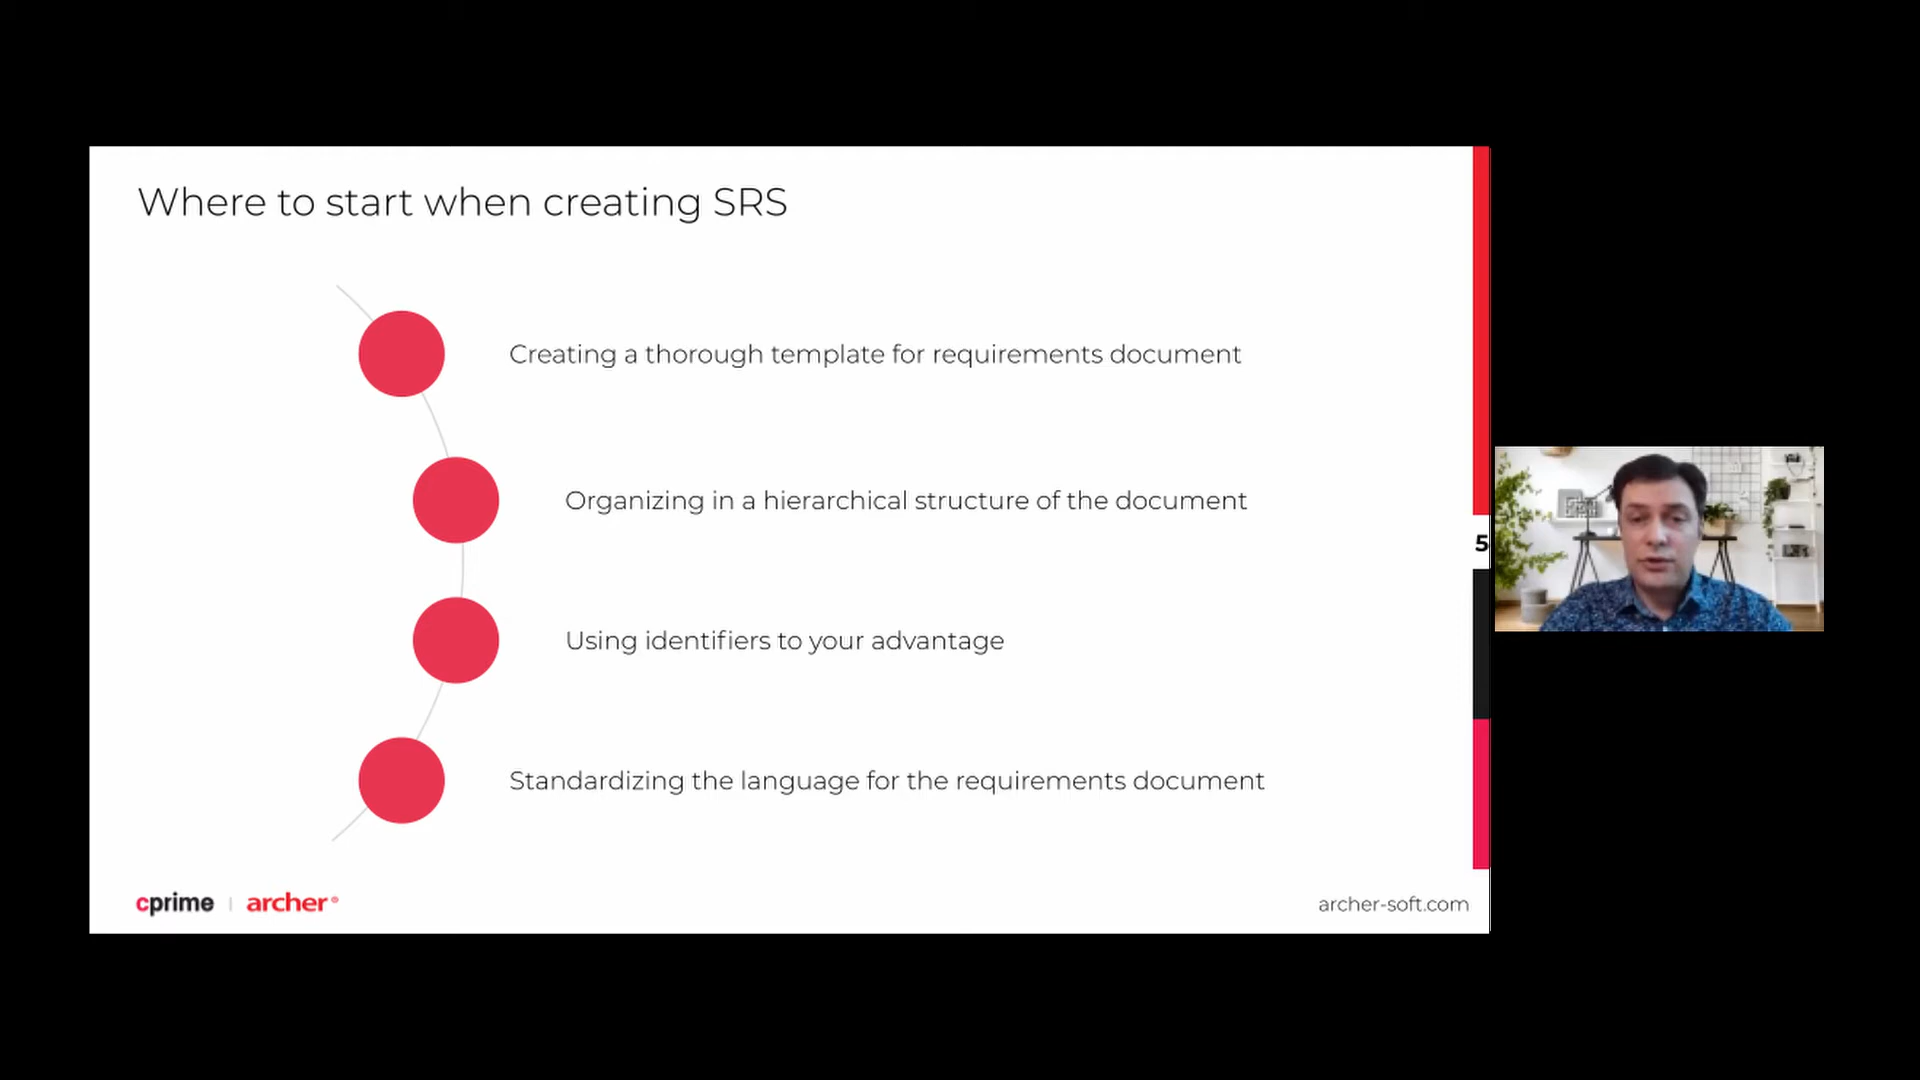 Where to start when creating SRS
Creating a thorough template for requirements document
Organizing in a hierarchical structure of the document
5
Using identifiers to your advantage
Standardizing the language for the requirements document
cprime | archer®
archer-soft.com